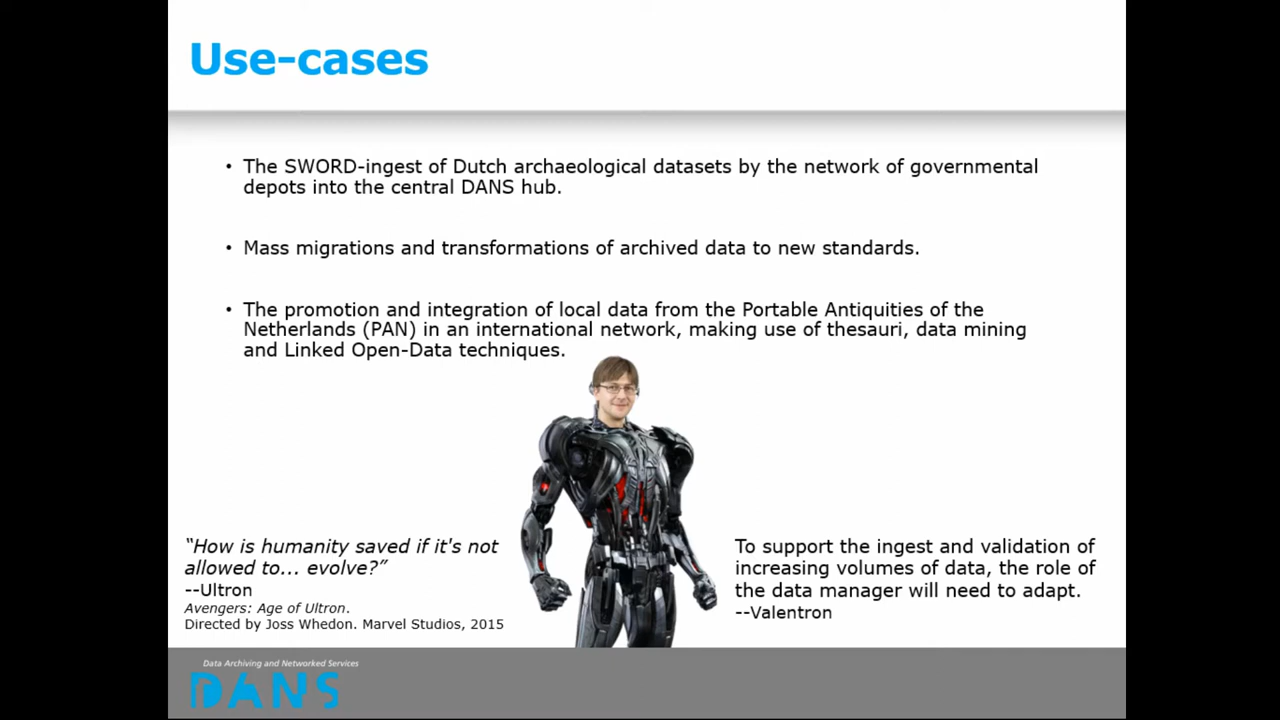 Use-cases
• The SWORD-ingest of Dutch archaeological datasets by the network of governmental
depots into the central DANS hub.
• Mass migrations and transformations of archived data to new standards.
• The promotion and integration of local data from the Portable Antiquities of the
Netherlands (PAN) in an international network, making use of thesauri, data mining
and Linked Open-Data techniques.
“How is humanity saved if it's not
allowed to... evolve?”
--Ultron
Avengers: Age of Ultron.
Directed by Joss Whedon. Marvel Studios, 2015
To support the ingest and validation of
increasing volumes of data, the role of
the data manager will need to adapt.
--Valentron
Data Archiving and Networked Services
DANS